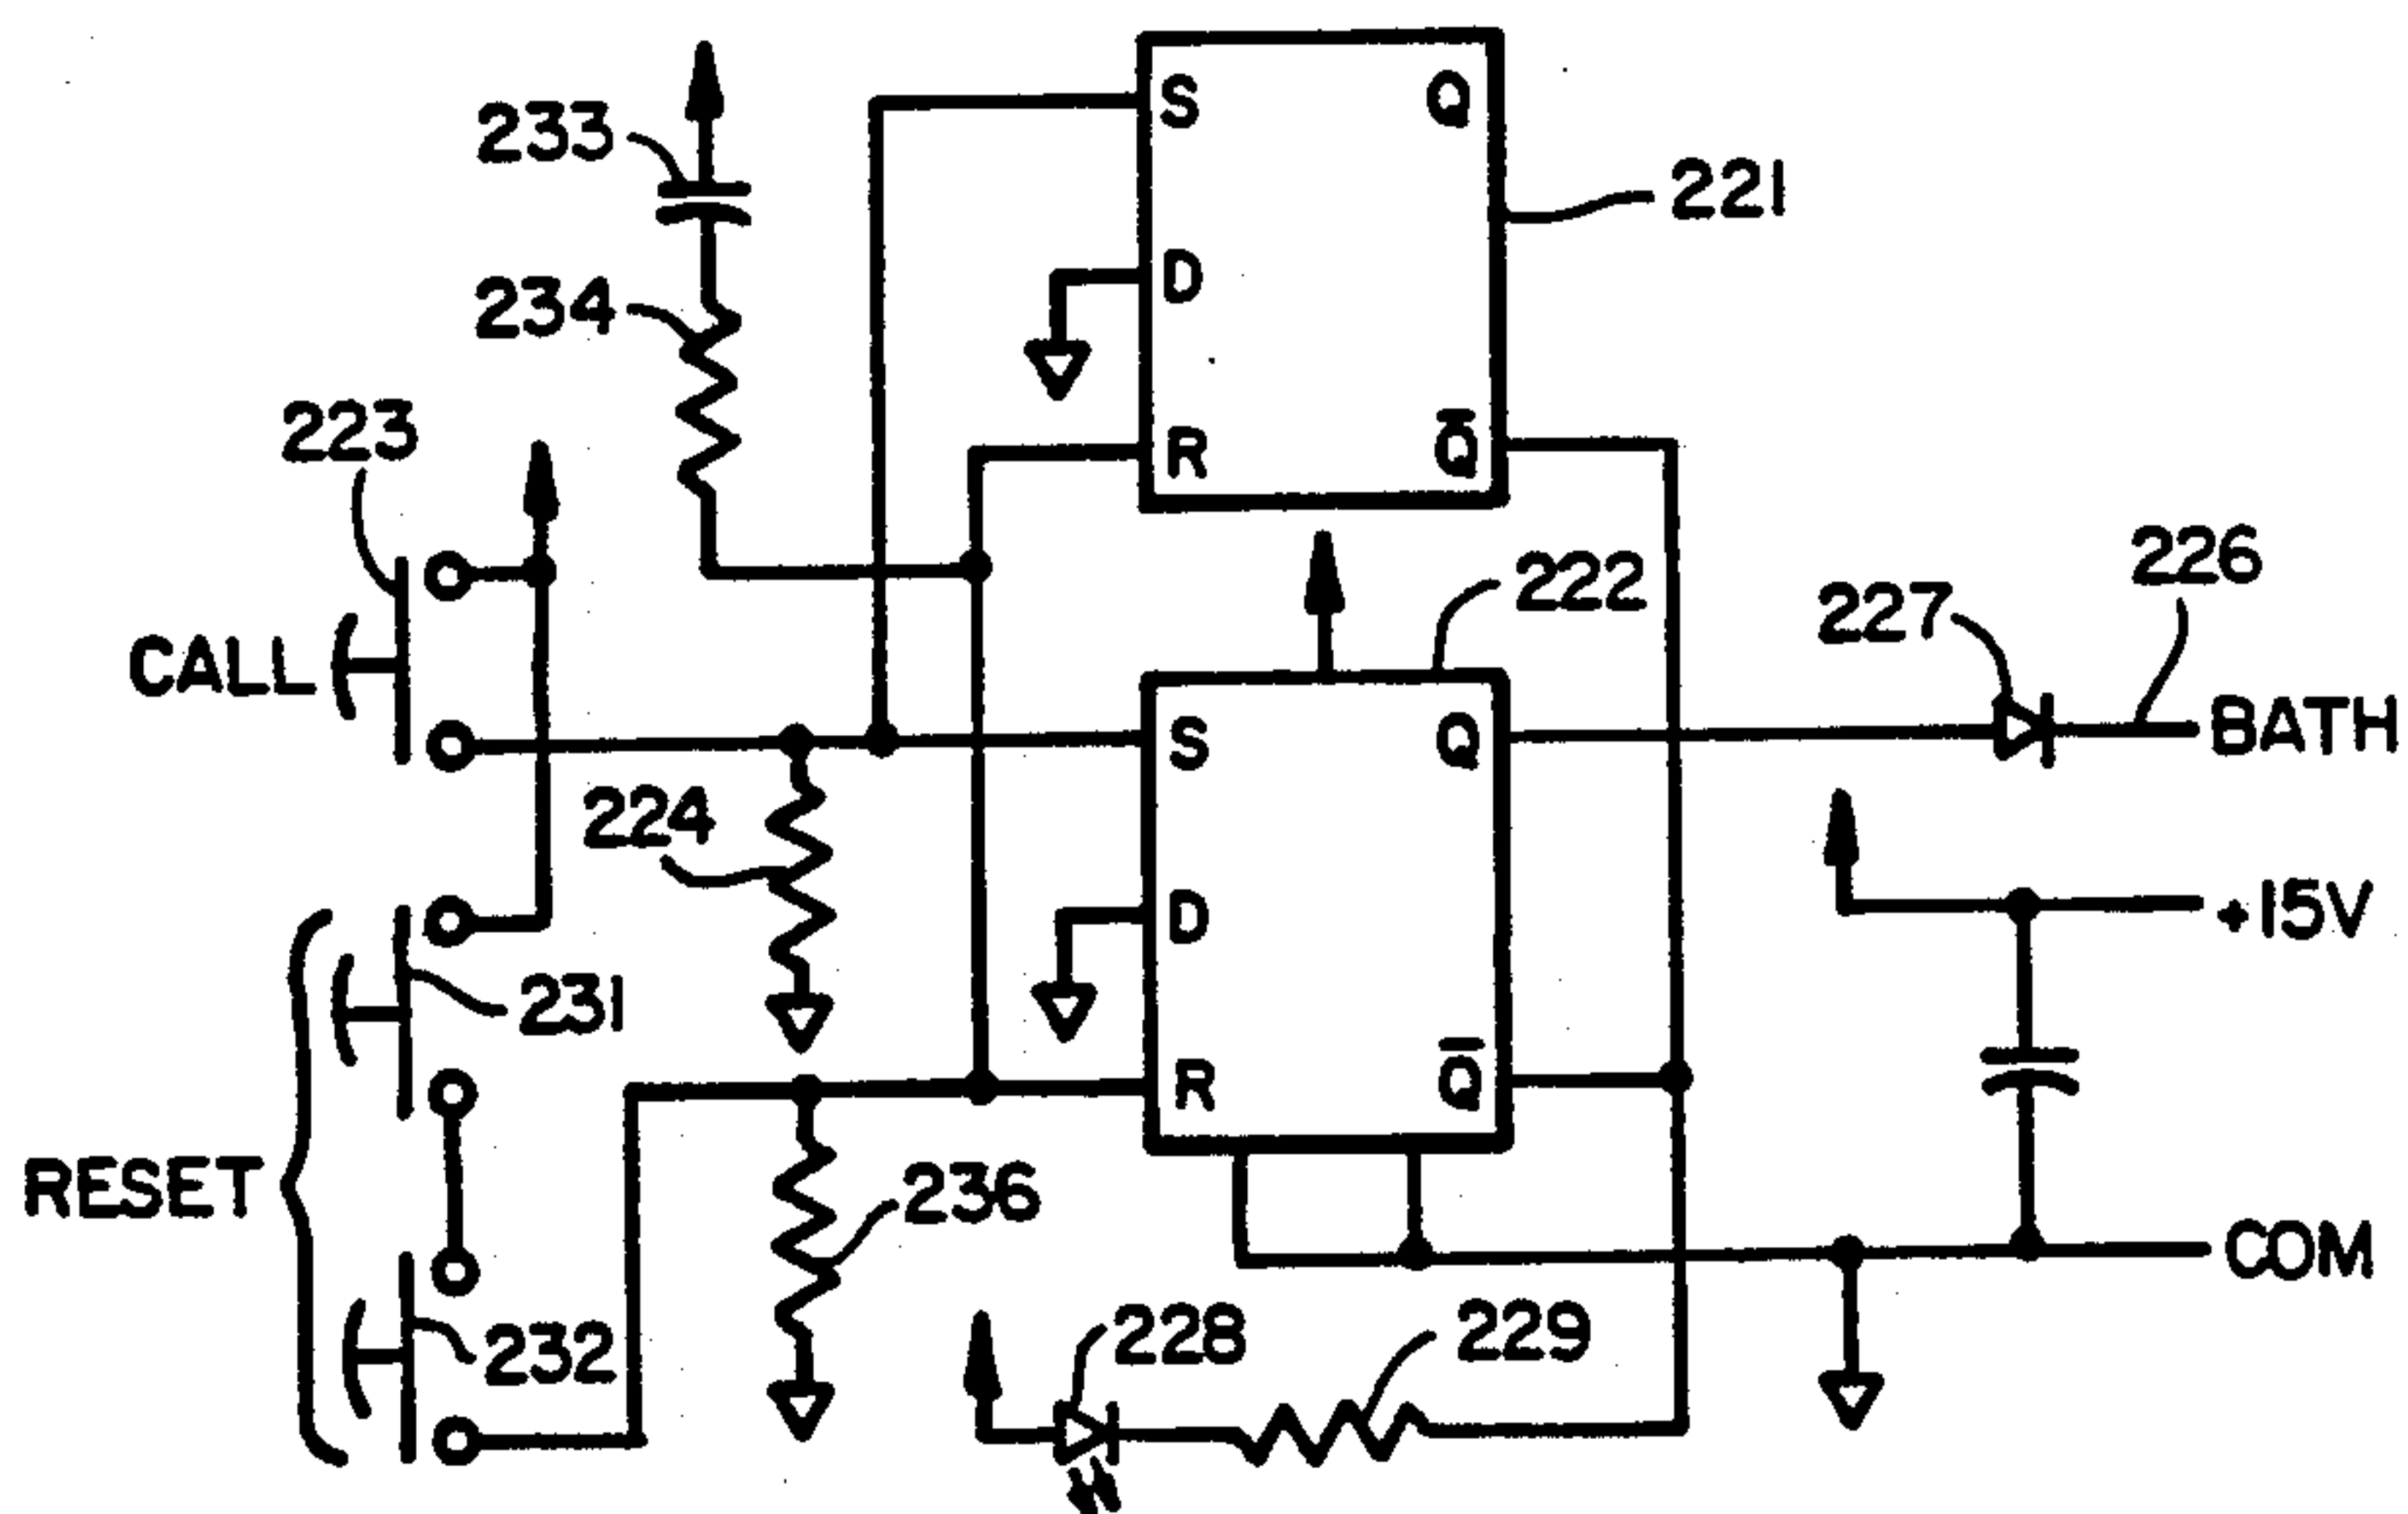 S
Q
233
221
D
234
223
R
Q̅
222
226
227
CALL
S
Q
BATH
224
D
+15V
231
R
Q̅
RESET
236
COM
232
228
229